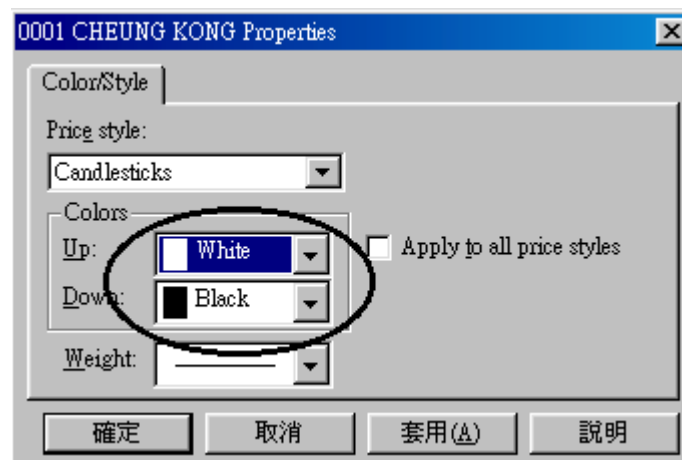 0001 CHEUNG KONG Properties
Color/Style
Price style:
Candlesticks
Colors
Up: White
Apply to all price styles
Down: Black
Weight:
確定 取消 套用(A) 說明